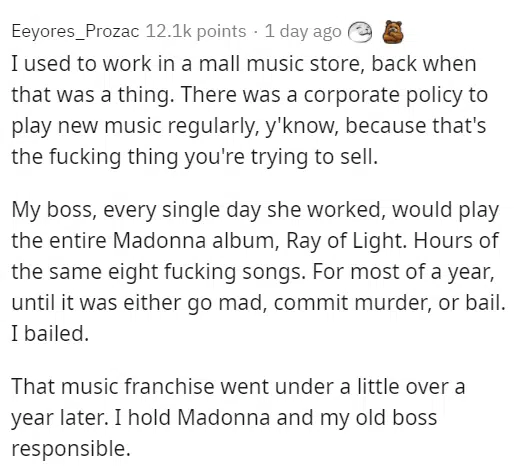 Eeyores_Prozac 12.1k points · 1 day ago
I used to work in a mall music store, back when
that was a thing. There was a corporate policy to
play new music regularly, y'know, because that's
the fucking thing you're trying to sell.
My boss, every single day she worked, would play
the entire Madonna album, Ray of Light. Hours of
the same eight fucking songs. For most of a year,
until it was either go mad, commit murder, or bail.
I bailed.
That music franchise went under a little over a
year later. I hold Madonna and my old boss
responsible.